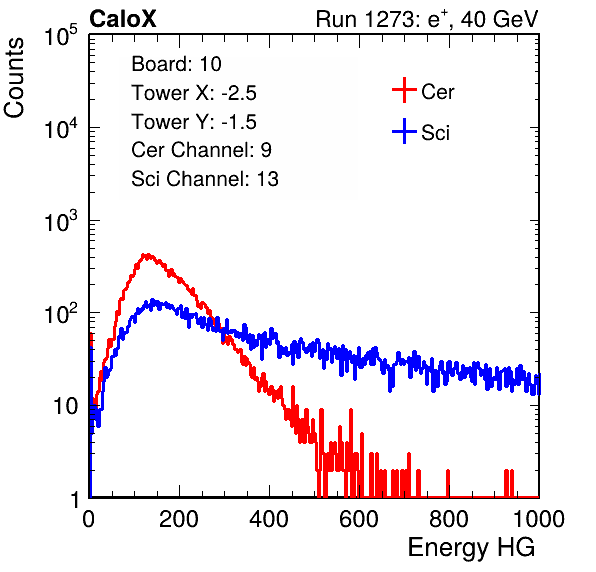 CaloX Run 1273: e+, 40 GeV
Counts
Board: 10
Tower X: -2.5
Tower Y: -1.5
Cer Channel: 9
Sci Channel: 13
Cer
Sci
10^5
10^4
10^3
10^2
10
1
0 200 400 600 800 1000
Energy HG